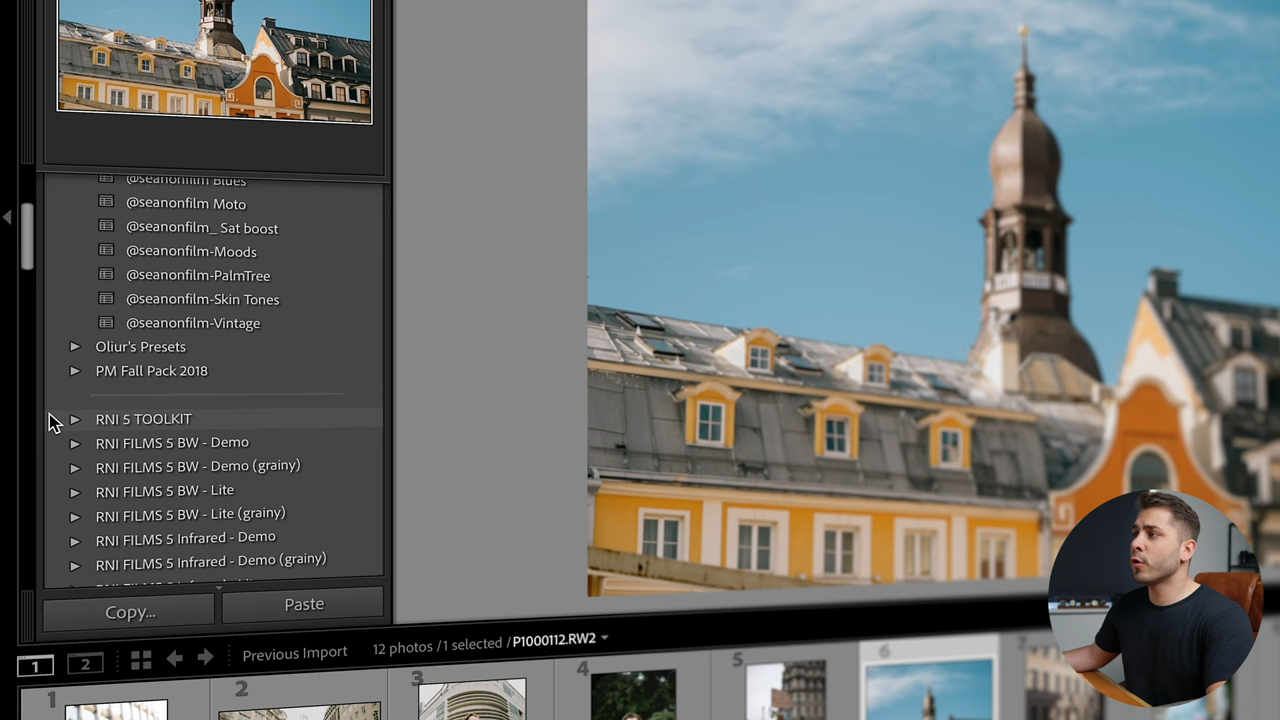 @seanonfilm Blues
@seanonfilm Moto
@seanonfilm_ Sat boost
@seanonfilm-Moods
@seanonfilm-PalmTree
@seanonfilm-Skin Tones
@seanonfilm-Vintage
Oliur's Presets
PM Fall Pack 2018
RNI 5 TOOLKIT
RNI FILMS 5 BW - Demo
RNI FILMS 5 BW - Demo (grainy)
RNI FILMS 5 BW - Lite
RNI FILMS 5 BW - Lite (grainy)
RNI FILMS 5 Infrared - Demo
RNI FILMS 5 Infrared - Demo (grainy)
Copy... Paste
1 2 Previous Import 12 photos /1 selected /P1000112.RW2
1 2 3 4 5 6 7